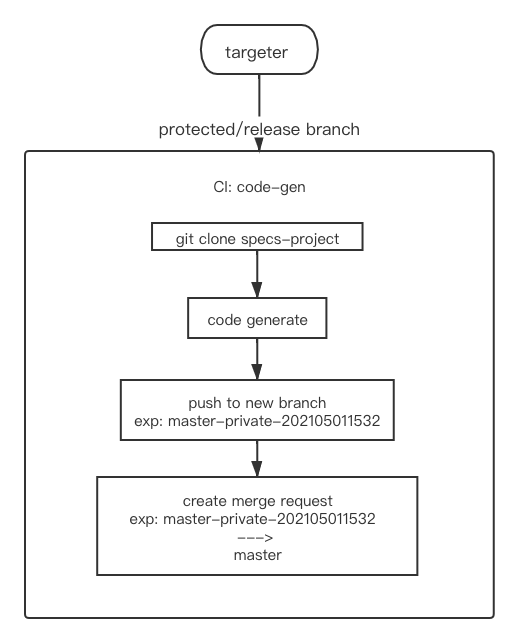 targeter
protected/release branch
CI: code-gen
git clone specs-project
code generate
push to new branch
exp: master-private-202105011532
create merge request
exp: master-private-202105011532
--->
master